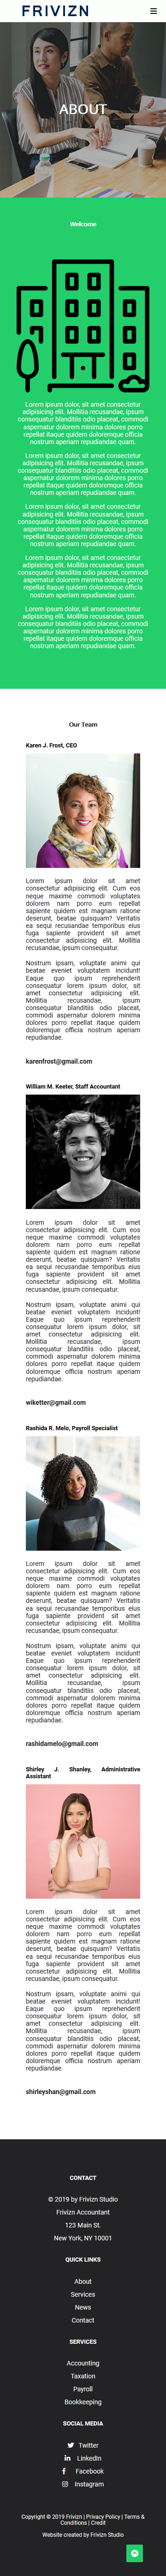 FRIVIZN
ABOUT
Welcome
Lorem ipsum dolor, sit amet consectetur
adipisicing elit. Mollitia recusandae, ipsum
consequatur blanditiis odio placeat, commodi
aspernatur dolorem minima dolores porro
repellat itaque quidem doloremque officia
nostrum aperiam repudiandae quam.
Lorem ipsum dolor, sit amet consectetur
adipisicing elit. Mollitia recusandae, ipsum
consequatur blanditiis odio placeat, commodi
aspernatur dolorem minima dolores porro
repellat itaque quidem doloremque officia
nostrum aperiam repudiandae quam.
Lorem ipsum dolor, sit amet consectetur
adipisicing elit. Mollitia recusandae, ipsum
consequatur blanditiis odio placeat, commodi
aspernatur dolorem minima dolores porro
repellat itaque quidem doloremque officia
nostrum aperiam repudiandae quam.
Lorem ipsum dolor, sit amet consectetur
adipisicing elit. Mollitia recusandae, ipsum
consequatur blanditiis odio placeat, commodi
aspernatur dolorem minima dolores porro
repellat itaque quidem doloremque officia
nostrum aperiam repudiandae quam.
Lorem ipsum dolor, sit amet consectetur
adipisicing elit. Mollitia recusandae, ipsum
consequatur blanditiis odio placeat, commodi
aspernatur dolorem minima dolores porro
repellat itaque quidem doloremque officia
nostrum aperiam repudiandae quam.
Our Team
Karen J. Frost, CEO
Lorem ipsum dolor sit amet
consectetur adipisicing elit. Cum eos
neque maxime commodi voluptates
dolorem nam porro eum repellat
sapiente quidem est magnam ratione
deserunt, beatae quisquam? Veritatis
ea sequi recusandae temporibus eius
fuga sapiente provident sit amet
consectetur adipisicing elit. Mollitia
recusandae, ipsum consequatur.
Nostrum ipsam, voluptate animi qui
beatae eveniet voluptatem incidunt!
Eaque quo ipsum reprehenderit
consequatur lorem ipsum dolor, sit
amet consectetur adipisicing elit.
Mollitia recusandae, ipsum
consequatur blanditiis odio placeat,
commodi aspernatur dolorem minima
dolores porro repellat itaque quidem
doloremque officia nostrum aperiam
repudiandae.
karenfrost@gmail.com
William M. Keeter, Staff Accountant
Lorem ipsum dolor sit amet
consectetur adipisicing elit. Cum eos
neque maxime commodi voluptates
dolorem nam porro eum repellat
sapiente quidem est magnam ratione
deserunt, beatae quisquam? Veritatis
ea sequi recusandae temporibus eius
fuga sapiente provident sit amet
consectetur adipisicing elit. Mollitia
recusandae, ipsum consequatur.
Nostrum ipsam, voluptate animi qui
beatae eveniet voluptatem incidunt!
Eaque quo ipsum reprehenderit
consequatur lorem ipsum dolor, sit
amet consectetur adipisicing elit.
Mollitia recusandae, ipsum
consequatur blanditiis odio placeat,
commodi aspernatur dolorem minima
dolores porro repellat itaque quidem
doloremque officia nostrum aperiam
repudiandae.
wiketter@gmail.com
Rashida R. Melo, Payroll Specialist
Lorem ipsum dolor sit amet
consectetur adipisicing elit. Cum eos
neque maxime commodi voluptates
dolorem nam porro eum repellat
sapiente quidem est magnam ratione
deserunt, beatae quisquam? Veritatis
ea sequi recusandae temporibus eius
fuga sapiente provident sit amet
consectetur adipisicing elit. Mollitia
recusandae, ipsum consequatur.
Nostrum ipsam, voluptate animi qui
beatae eveniet voluptatem incidunt!
Eaque quo ipsum reprehenderit
consequatur lorem ipsum dolor, sit
amet consectetur adipisicing elit.
Mollitia recusandae, ipsum
consequatur blanditiis odio placeat,
commodi aspernatur dolorem minima
dolores porro repellat itaque quidem
doloremque officia nostrum aperiam
repudiandae.
rashidamelo@gmail.com
Shirley J. Shanley, Administrative
Assistant
Lorem ipsum dolor sit amet
consectetur adipisicing elit. Cum eos
neque maxime commodi voluptates
dolorem nam porro eum repellat
sapiente quidem est magnam ratione
deserunt, beatae quisquam? Veritatis
ea sequi recusandae temporibus eius
fuga sapiente provident sit amet
consectetur adipisicing elit. Mollitia
recusandae, ipsum consequatur.
Nostrum ipsam, voluptate animi qui
beatae eveniet voluptatem incidunt!
Eaque quo ipsum reprehenderit
consequatur lorem ipsum dolor, sit
amet consectetur adipisicing elit.
Mollitia recusandae, ipsum
consequatur blanditiis odio placeat,
commodi aspernatur dolorem minima
dolores porro repellat itaque quidem
doloremque officia nostrum aperiam
repudiandae.
shirleyshan@gmail.com
CONTACT
© 2019 by Frivizn Studio
Frivizn Accountant
123 Main St.
New York, NY 10001
QUICK LINKS
About
Services
News
Contact
SERVICES
Accounting
Taxation
Payroll
Bookkeeping
SOCIAL MEDIA
Twitter
LinkedIn
Facebook
Instagram
Copyright © 2019 Frivizn | Privacy Policy | Terms &
Conditions | Credit
Website created by Frivizn Studio